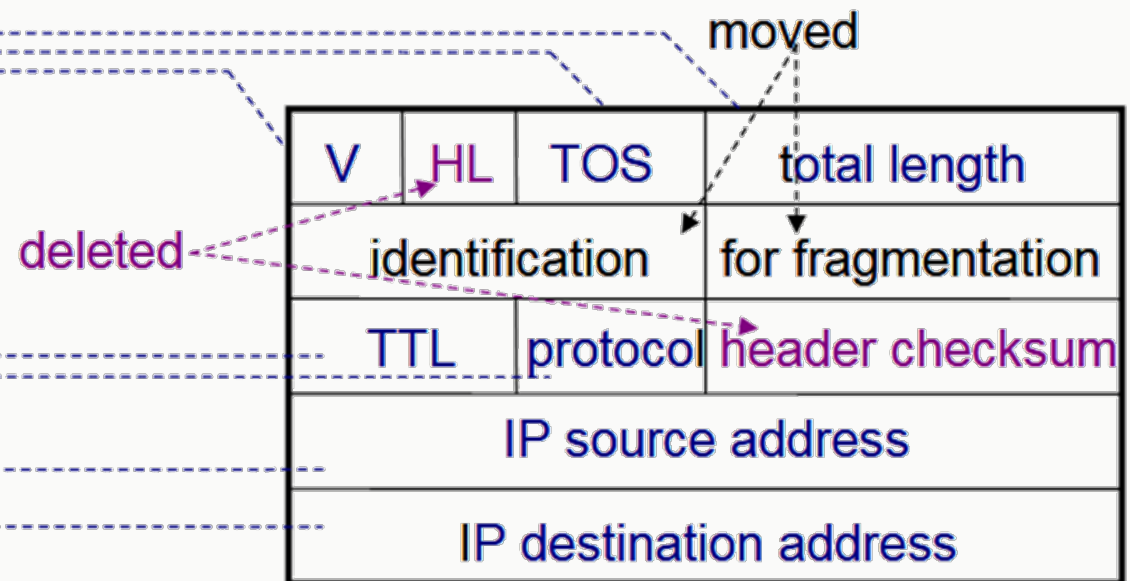 moved
V HL TOS total length
deleted
identification for fragmentation
TTL protocol header checksum
IP source address
IP destination address